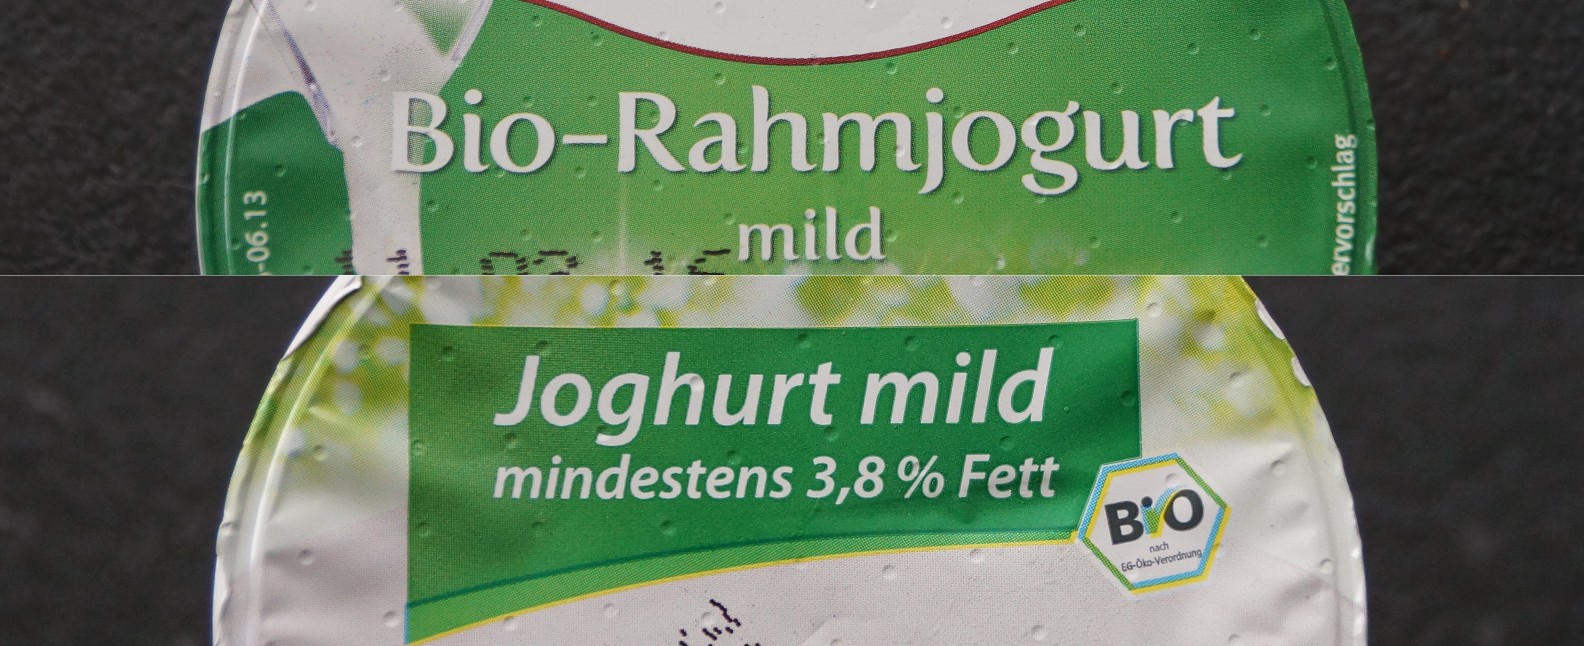 Bio-Rahmjogurt
mild
-06.13
ervorschlag
Joghurt mild
mindestens 3,8 % Fett
BiO
nach
EG-Öko-Verordnung